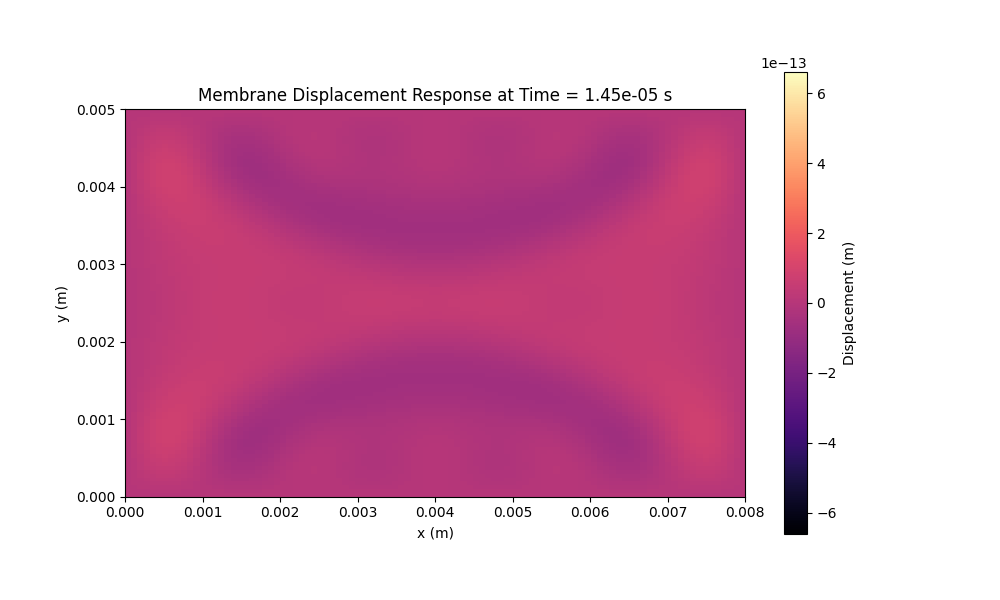 1e−13
Membrane Displacement Response at Time = 1.45e-05 s
0.005
0.004
0.003
0.002
0.001
0.000
y (m)
0.000 0.001 0.002 0.003 0.004 0.005 0.006 0.007 0.008
x (m)
6
4
2
0
−2
−4
−6
Displacement (m)